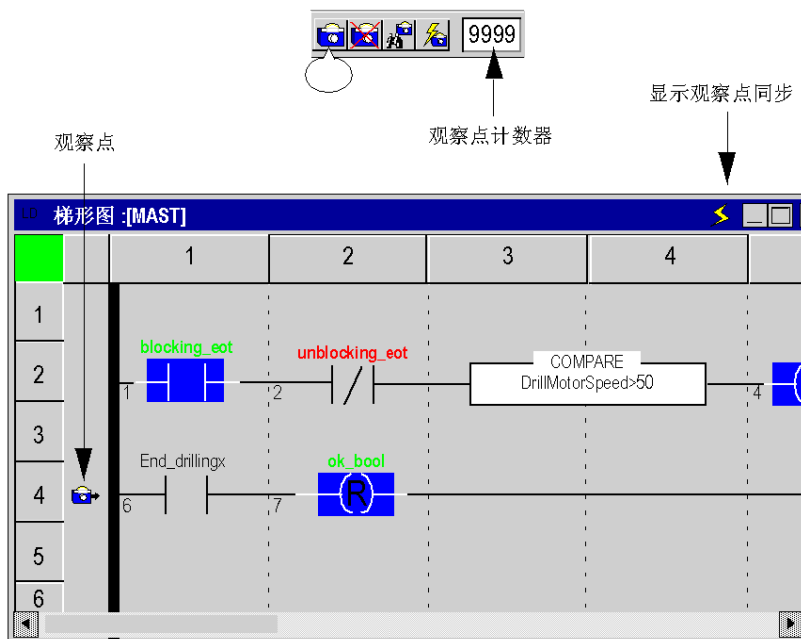 9999
显示观察点同步
观察点计数器
观察点
LD 梯形图 :[MAST]
1 2 3 4
1
blocking_eot unblocking_eot COMPARE
2 1 2 DrillMotorSpeed>50 4
3
End_drillingx ok_bool
4 6 7 R
5
6